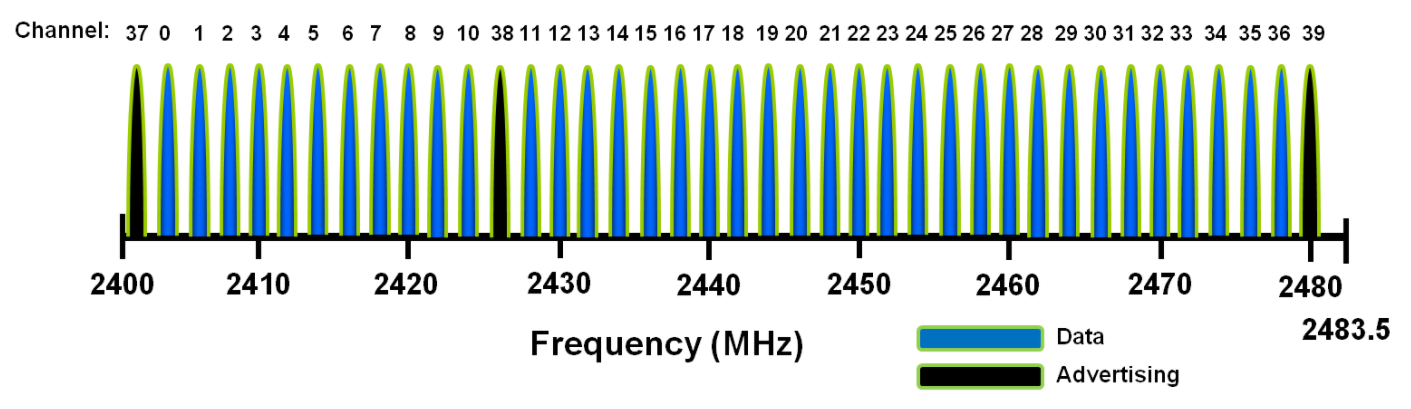 Channel: 37 0 1 2 3 4 5 6 7 8 9 10 38 11 12 13 14 15 16 17 18 19 20 21 22 23 24 25 26 27 28 29 30 31 32 33 34 35 36 39
2400 2410 2420 2430 2440 2450 2460 2470 2480
2483.5
Frequency (MHz)
Data
Advertising